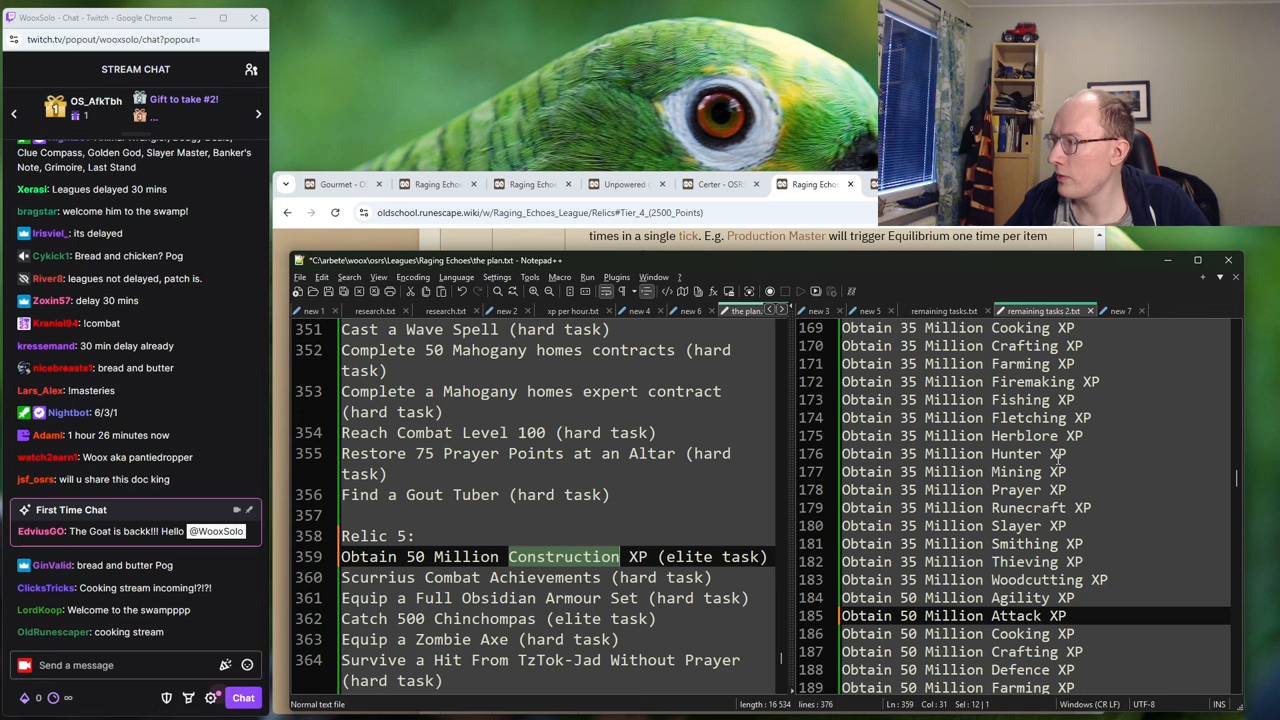 WooxSolo - Chat - Twitch - Google Chrome
twitch.tv/popout/wooxsolo/chat?popout=
STREAM CHAT
OS_AfkTbh
1
Gift to take #2!
...
Clue Compass, Golden God, Slayer Master, Banker's
Note, Grimoire, Last Stand
Xerasi: Leagues delayed 30 mins
bragstar: welcome him to the swamp!
Irisviel_: its delayed
Cykick1: Bread and chicken? Pog
River8: leagues not delayed, patch is.
Zoxin57: delay 30 mins
Kraniel94: !combat
kressemand: 30 min delay already
nicebreasts1: bread and butter
Lars_Alex: !masteries
Nightbot: 6/3/1
Adaml: 1 hour 26 minutes now
watch2earn1: Woox aka pantiedropper
jsf_osrs: will u share this doc king
First Time Chat
EdviusGO: The Goat is backk!!! Hello @WooxSolo
GinValid: bread and butter Pog
ClicksTricks: Cooking streaming!?!?!
LordKoop: Welcome to the swampppp
OldRunescaper: cooking stream
Send a message
0
∞
Chat
Gourmet - OS
Raging Echoe
Raging Echoe
Unpowered o
Certer - OSR
Raging Echoe
oldschool.runescape.wiki/w/Raging_Echoes_League/Relics#Tier_4_(2500_Points)
times in a single tick. E.g. Production Master will trigger Equilibrium one time per item
*C:\arbete\woox\osrs\Leagues\Raging Echoes\the plan.txt - Notepad++
File Edit Search View Encoding Language Settings Tools Macro Run Plugins Window ?
new 1 research.txt research.txt new 2 xp per hour.txt new 4 new 6 the plan.
351 Cast a Wave Spell (hard task)
352 Complete 50 Mahogany homes contracts (hard
task)
353 Complete a Mahogany homes expert contract
(hard task)
354 Reach Combat Level 100 (hard task)
355 Restore 75 Prayer Points at an Altar (hard
task)
356 Find a Gout Tuber (hard task)
357
358 Relic 5:
359 Obtain 50 Million Construction XP (elite task)
360 Scurrius Combat Achievements (hard task)
361 Equip a Full Obsidian Armour Set (hard task)
362 Catch 500 Chinchompas (elite task)
363 Equip a Zombie Axe (hard task)
364 Survive a Hit From TzTok-Jad Without Prayer
(hard task)
new 3 new 5 remaining tasks.txt remaining tasks 2.txt new 7
169 Obtain 35 Million Cooking XP
170 Obtain 35 Million Crafting XP
171 Obtain 35 Million Farming XP
172 Obtain 35 Million Firemaking XP
173 Obtain 35 Million Fishing XP
174 Obtain 35 Million Fletching XP
175 Obtain 35 Million Herblore XP
176 Obtain 35 Million Hunter XP
177 Obtain 35 Million Mining XP
178 Obtain 35 Million Prayer XP
179 Obtain 35 Million Runecraft XP
180 Obtain 35 Million Slayer XP
181 Obtain 35 Million Smithing XP
182 Obtain 35 Million Thieving XP
183 Obtain 35 Million Woodcutting XP
184 Obtain 50 Million Agility XP
185 Obtain 50 Million Attack XP
186 Obtain 50 Million Cooking XP
187 Obtain 50 Million Crafting XP
188 Obtain 50 Million Defence XP
189 Obtain 50 Million Farming XP
Normal text file
length : 16 534 lines : 376
Ln : 359 Col : 31 Sel : 12 | 1
Windows (CR LF)
UTF-8
INS